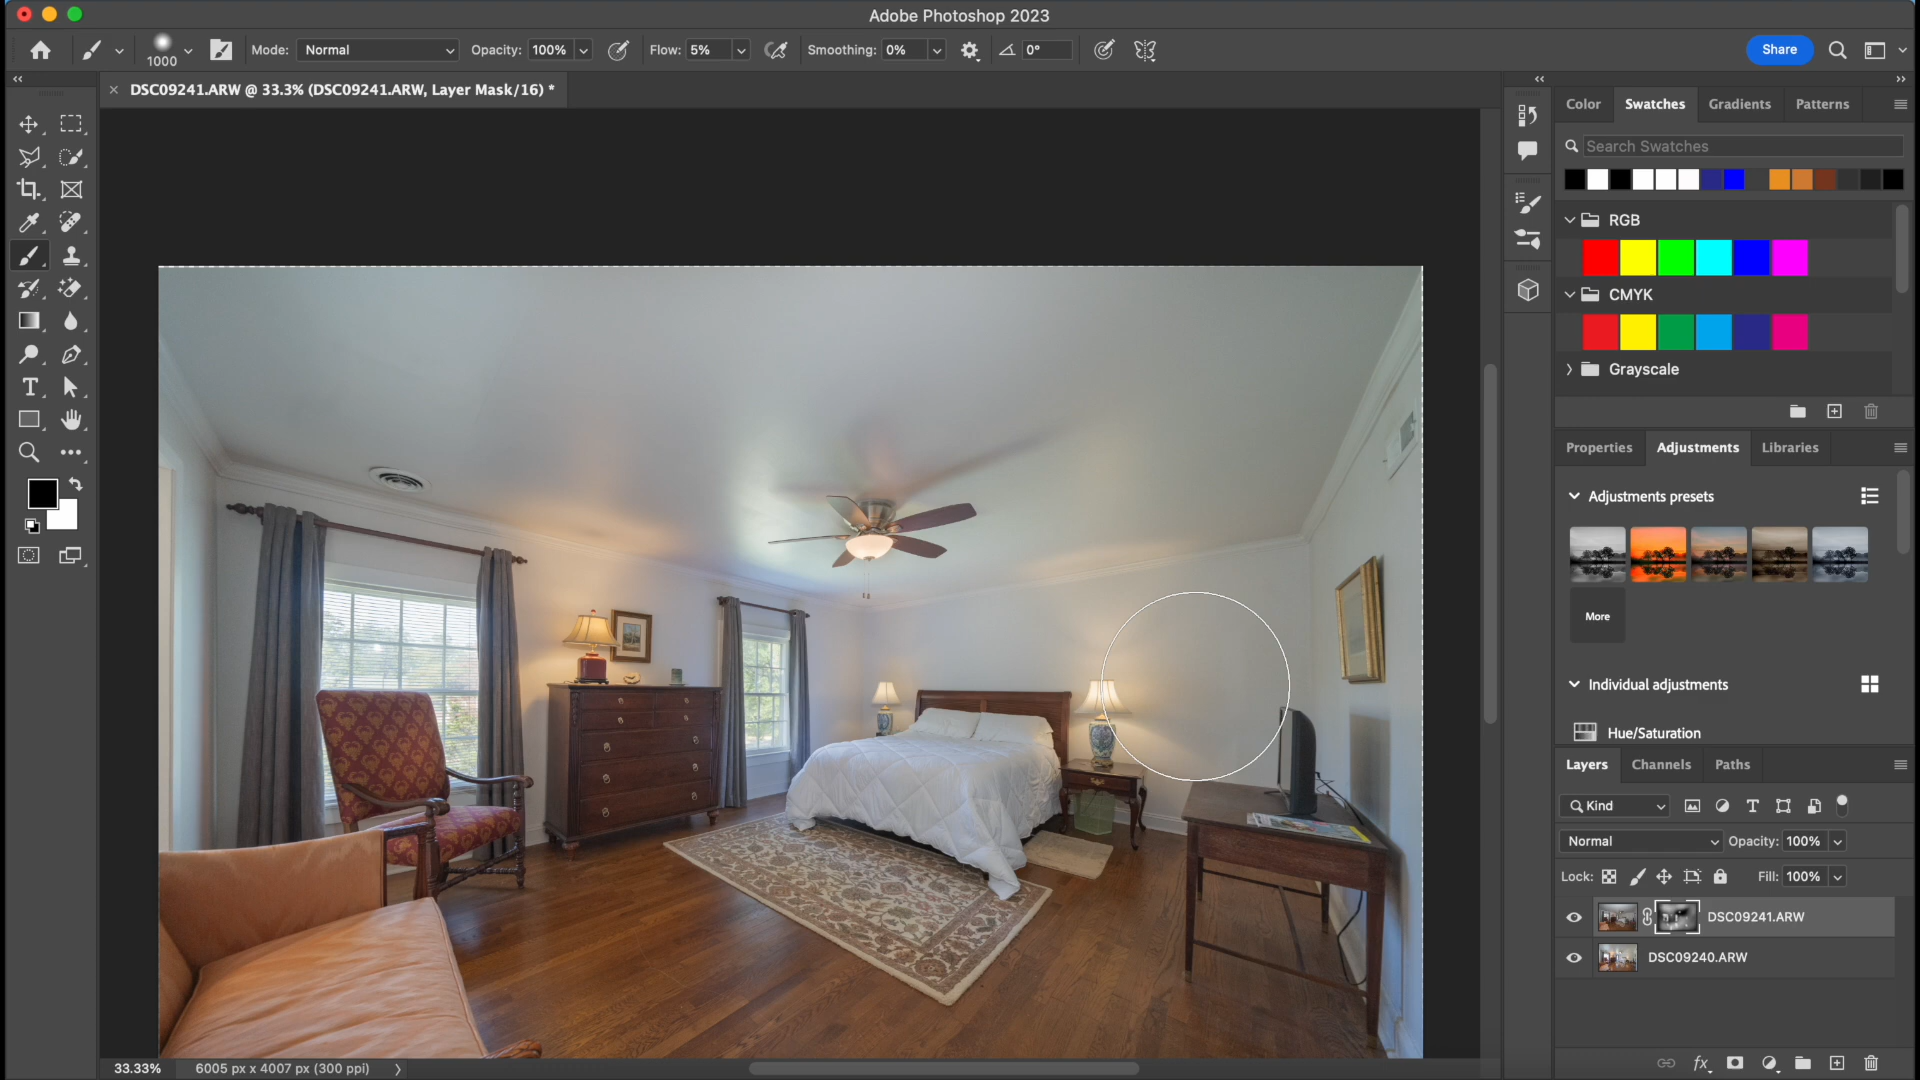 Adobe Photoshop 2023
1000
Mode: Normal
Opacity: 100%
Flow: 5%
Smoothing: 0%
0°
Share
DSC09241.ARW @ 33.3% (DSC09241.ARW, Layer Mask/16) *
Color Swatches Gradients Patterns
Search Swatches
RGB
CMYK
Grayscale
Properties Adjustments Libraries
Adjustments presets
More
Individual adjustments
Hue/Saturation
Layers Channels Paths
Kind
Normal Opacity: 100%
Lock: Fill: 100%
DSC09241.ARW
DSC09240.ARW
fx
33.33% 6005 px x 4007 px (300 ppi)